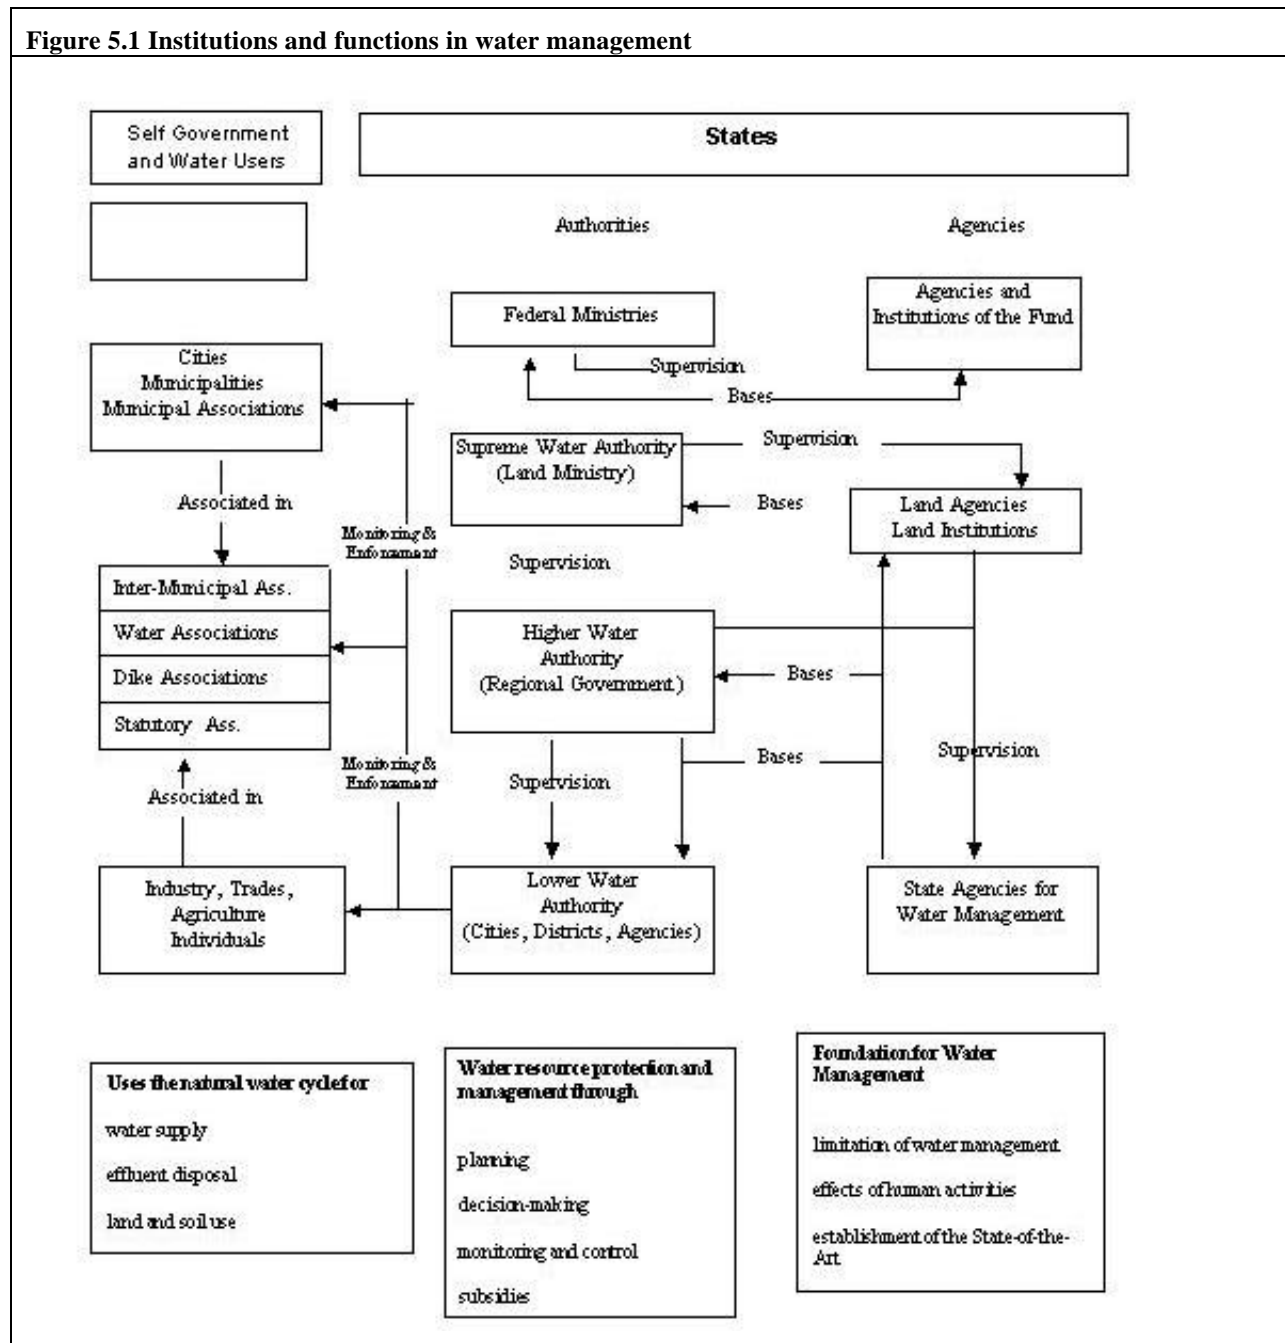 Figure 5.1 Institutions and functions in water management
Self Government
and Water Users
States
Authorities
Agencies
Federal Ministries
Agencies and
Institutions of the Fund
Supervision
Bases
Cities
Municipalities
Municipal Associations
Supreme Water Authority
(Land Ministry)
Supervision
Bases
Land Agencies
Land Institutions
Associated in
Monitoring &
Enforcement
Supervision
Inter-Municipal Ass.
Water Associations
Dike Associations
Statutory Ass.
Higher Water
Authority
(Regional Government)
Bases
Bases
Supervision
Monitoring &
Enforcement
Supervision
Associated in
Industry, Trades,
Agriculture
Individuals
Lower Water
Authority
(Cities, Districts, Agencies)
State Agencies for
Water Management
Uses the natural water cycle for
water supply
effluent disposal
land and soil use
Water resource protection and
management through
planning
decision-making
monitoring and control
subsidies
Foundation for Water
Management
limitation of water management
effects of human activities
establishment of the State-of-the-
Art